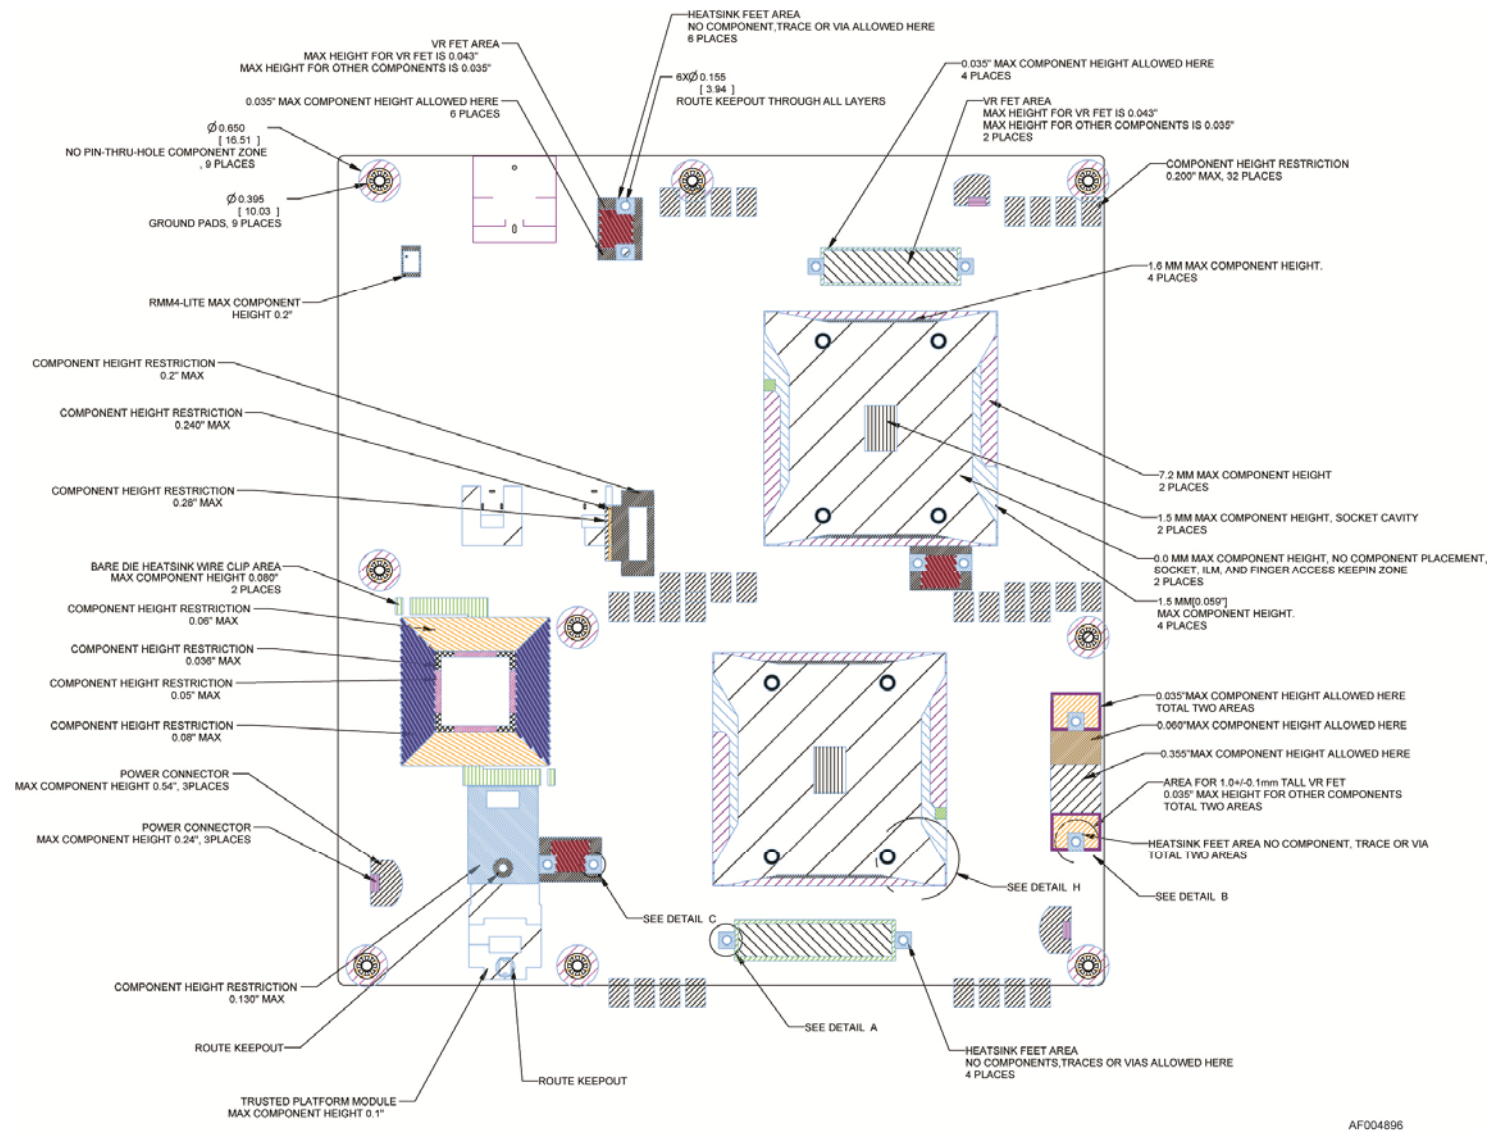 HEATSINK FEET AREA
NO COMPONENT,TRACE OR VIA ALLOWED HERE
6 PLACES
VR FET AREA
MAX HEIGHT FOR VR FET IS 0.043"
MAX HEIGHT FOR OTHER COMPONENTS IS 0.035"
6XØ 0.155
[ 3.94 ]
ROUTE KEEPOUT THROUGH ALL LAYERS
0.035" MAX COMPONENT HEIGHT ALLOWED HERE
4 PLACES
0.035" MAX COMPONENT HEIGHT ALLOWED HERE
6 PLACES
VR FET AREA
MAX HEIGHT FOR VR FET IS 0.043"
MAX HEIGHT FOR OTHER COMPONENTS IS 0.035"
2 PLACES
Ø 0.650
[ 16.51 ]
NO PIN-THRU-HOLE COMPONENT ZONE
, 9 PLACES
COMPONENT HEIGHT RESTRICTION
0.200" MAX, 32 PLACES
Ø 0.395
[ 10.03 ]
GROUND PADS, 9 PLACES
1.6 MM MAX COMPONENT HEIGHT.
4 PLACES
RMM4-LITE MAX COMPONENT
HEIGHT 0.2"
COMPONENT HEIGHT RESTRICTION
0.2" MAX
COMPONENT HEIGHT RESTRICTION
0.240" MAX
7.2 MM MAX COMPONENT HEIGHT
2 PLACES
COMPONENT HEIGHT RESTRICTION
0.26" MAX
1.5 MM MAX COMPONENT HEIGHT, SOCKET CAVITY
2 PLACES
0.0 MM MAX COMPONENT HEIGHT, NO COMPONENT PLACEMENT,
SOCKET, ILM, AND FINGER ACCESS KEEPIN ZONE
2 PLACES
BARE DIE HEATSINK WIRE CLIP AREA
MAX COMPONENT HEIGHT 0.080"
2 PLACES
1.5 MM[0.059"]
MAX COMPONENT HEIGHT.
4 PLACES
COMPONENT HEIGHT RESTRICTION
0.06" MAX
COMPONENT HEIGHT RESTRICTION
0.036" MAX
COMPONENT HEIGHT RESTRICTION
0.05" MAX
0.035"MAX COMPONENT HEIGHT ALLOWED HERE
TOTAL TWO AREAS
COMPONENT HEIGHT RESTRICTION
0.08" MAX
0.060"MAX COMPONENT HEIGHT ALLOWED HERE
0.355"MAX COMPONENT HEIGHT ALLOWED HERE
POWER CONNECTOR
MAX COMPONENT HEIGHT 0.54", 3PLACES
AREA FOR 1.0+/-0.1mm TALL VR FET
0.035" MAX HEIGHT FOR OTHER COMPONENTS
TOTAL TWO AREAS
POWER CONNECTOR
MAX COMPONENT HEIGHT 0.24", 3PLACES
HEATSINK FEET AREA NO COMPONENT, TRACE OR VIA
TOTAL TWO AREAS
SEE DETAIL H
SEE DETAIL B
SEE DETAIL C
COMPONENT HEIGHT RESTRICTION
0.130" MAX
SEE DETAIL A
ROUTE KEEPOUT
HEATSINK FEET AREA
NO COMPONENTS,TRACES OR VIAS ALLOWED HERE
4 PLACES
ROUTE KEEPOUT
TRUSTED PLATFORM MODULE
MAX COMPONENT HEIGHT 0.1"
AF004896